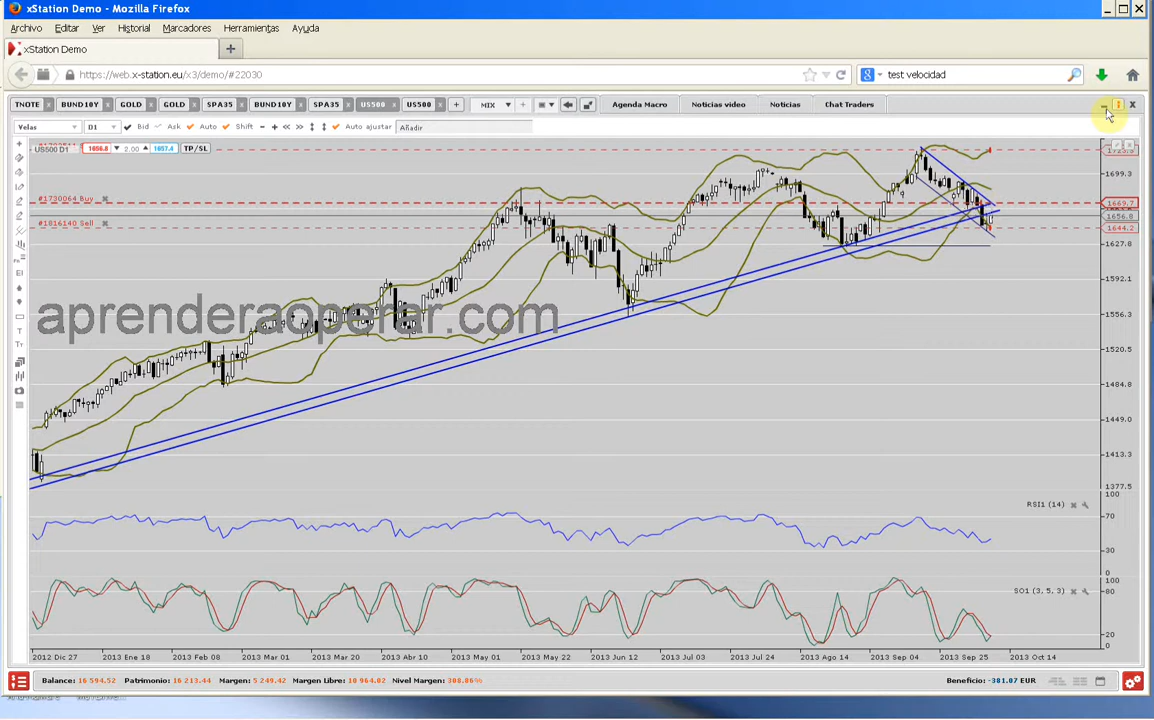 xStation Demo - Mozilla Firefox
Archivo Editar Ver Historial Marcadores Herramientas Ayuda
xStation Demo
https://web.x-station.eu/x3/demo/#22030
test velocidad
TNOTE BUND10Y GOLD GOLD SPA35 BUND10Y SPA35 US500 US500 MIX Agenda Macro Noticias video Noticias Chat Traders
Velas D1 Bid Ask Auto Shift Auto ajustar Añadir
US500 D1 1656.8 2.00 1657.4 TP/SL
1699.3
#1730064 Buy
1669.7
1656.8
#1816140 Sell
1644.2
1627.8
1592.1
aprenderaoperar.com
1556.3
1520.5
1484.8
1449.0
1413.3
1377.5
100
RSI1 (14)
70
30
0
100
SO1 (3, 5, 3)
80
20
0
2012 Dic 27 2013 Ene 18 2013 Feb 08 2013 Mar 01 2013 Mar 20 2013 Abr 10 2013 May 01 2013 May 22 2013 Jun 12 2013 Jul 03 2013 Jul 24 2013 Ago 14 2013 Sep 04 2013 Sep 25 2013 Oct 14
Balance: 16 594.52 Patrimonio: 16 213.44 Margen: 5 249.42 Margen Libre: 10 964.02 Nivel Margen: 308.86% Beneficio: -381.07 EUR